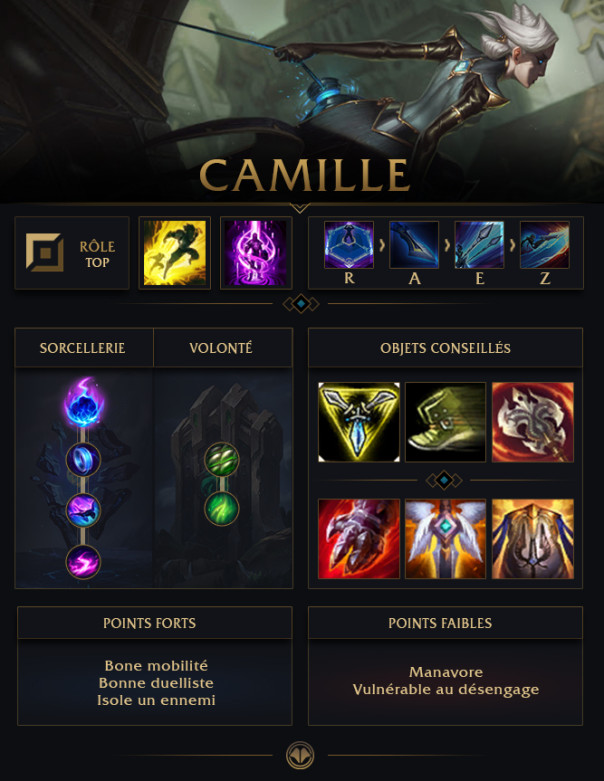 CAMILLE
RÔLE
TOP
R
A
E
Z
SORCELLERIE
VOLONTÉ
OBJETS CONSEILLÉS
POINTS FORTS
Bone mobilité
Bonne duelliste
Isole un ennemi
POINTS FAIBLES
Manavore
Vulnérable au désengage